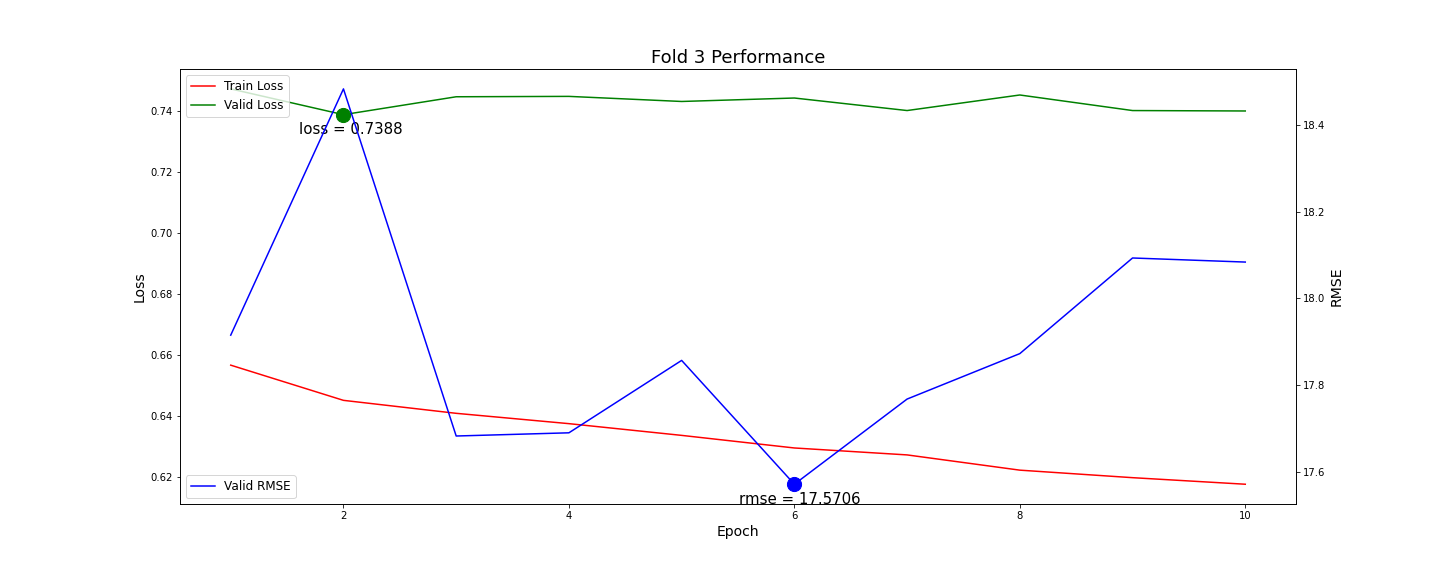 Fold 3 Performance
Train Loss
Valid Loss
loss = 0.7388
Valid RMSE
rmse = 17.5706
0.74
0.72
0.70
0.68
0.66
0.64
0.62
Loss
18.4
18.2
18.0
17.8
17.6
RMSE
2
4
6
8
10
Epoch